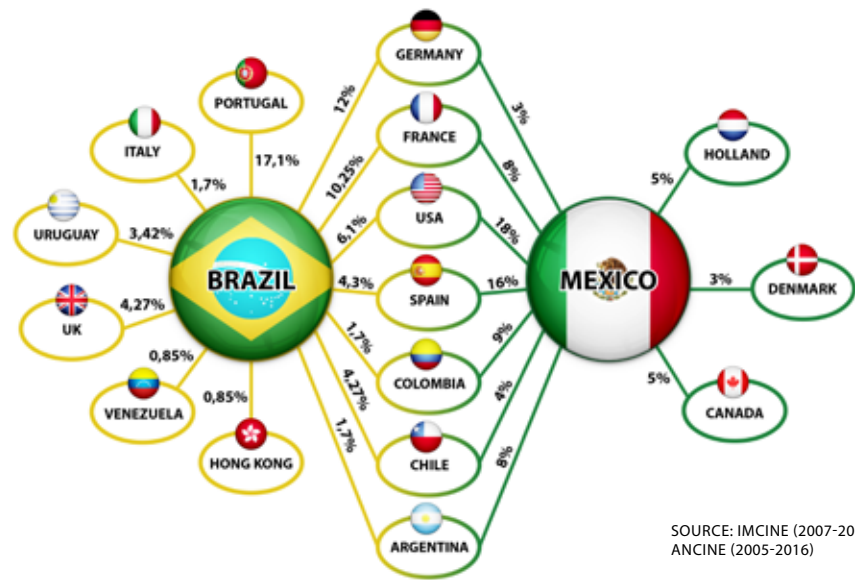 GERMANY
PORTUGAL
12%
3%
ITALY
FRANCE
HOLLAND
17,1%
10,25%
8%
1,7%
5%
USA
URUGUAY
3,42%
6,1%
18%
BRAZIL
4,3%
SPAIN
16%
MEXICO
3%
DENMARK
UK
4,27%
1,7%
9%
0,85%
COLOMBIA
4,27%
4%
5%
VENEZUELA
0,85%
CANADA
1,7%
8%
HONG KONG
CHILE
ARGENTINA
SOURCE: IMCINE (2007-20
ANCINE (2005-2016)